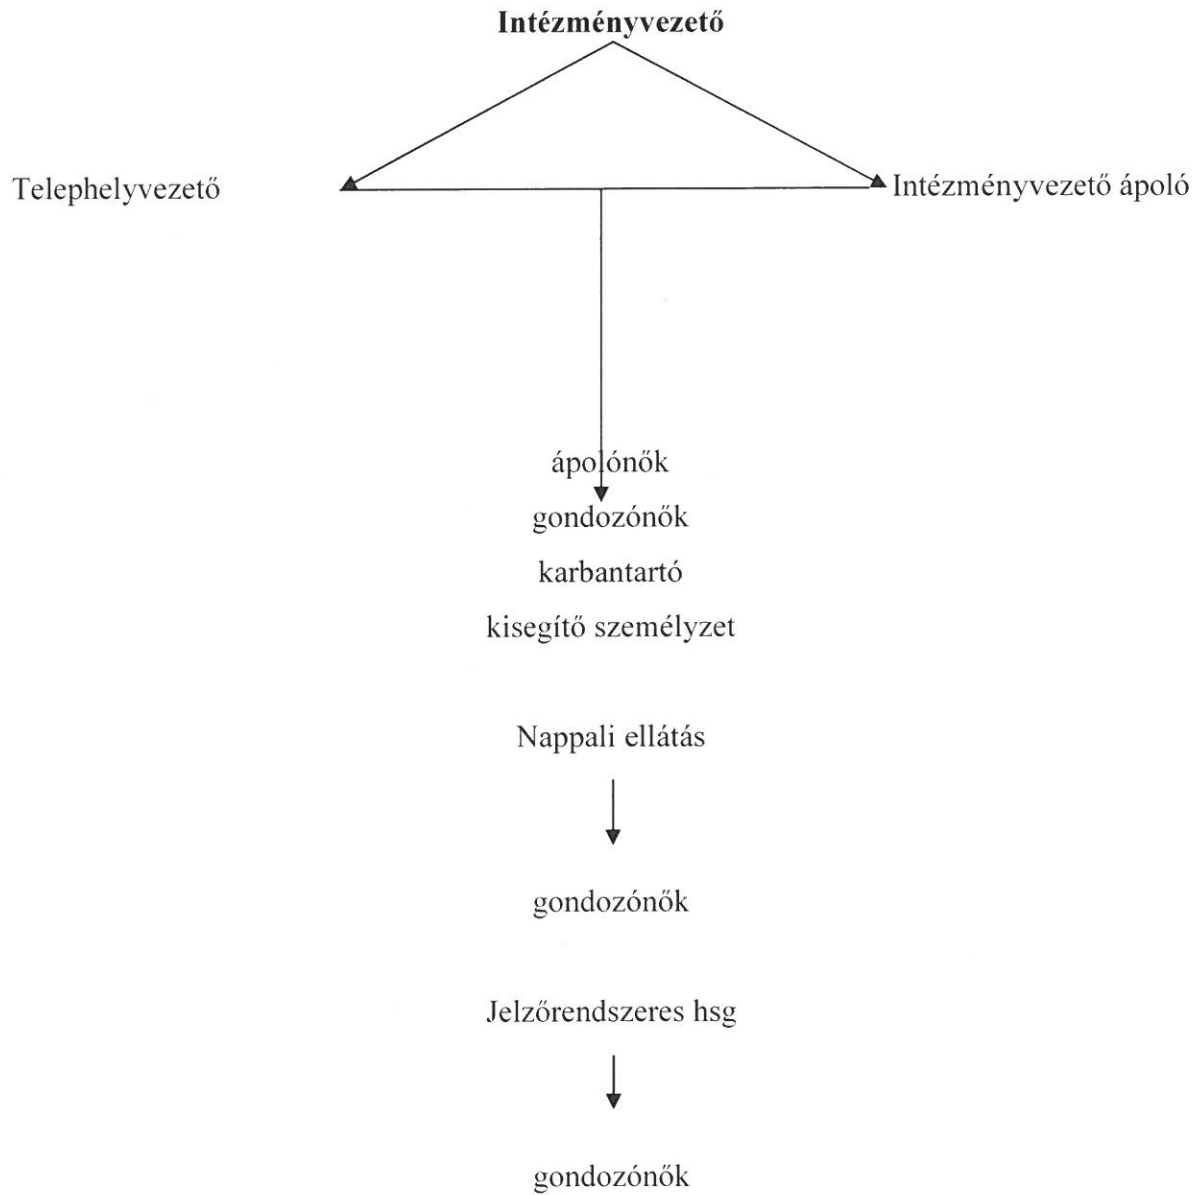 Intézményvezető
Telephelyvezető
Intézményvezető ápoló
ápolónők
gondozónők
karbantartó
kisegítő személyzet
Nappali ellátás
gondozónők
Jelzőrendszeres hsg
gondozónők